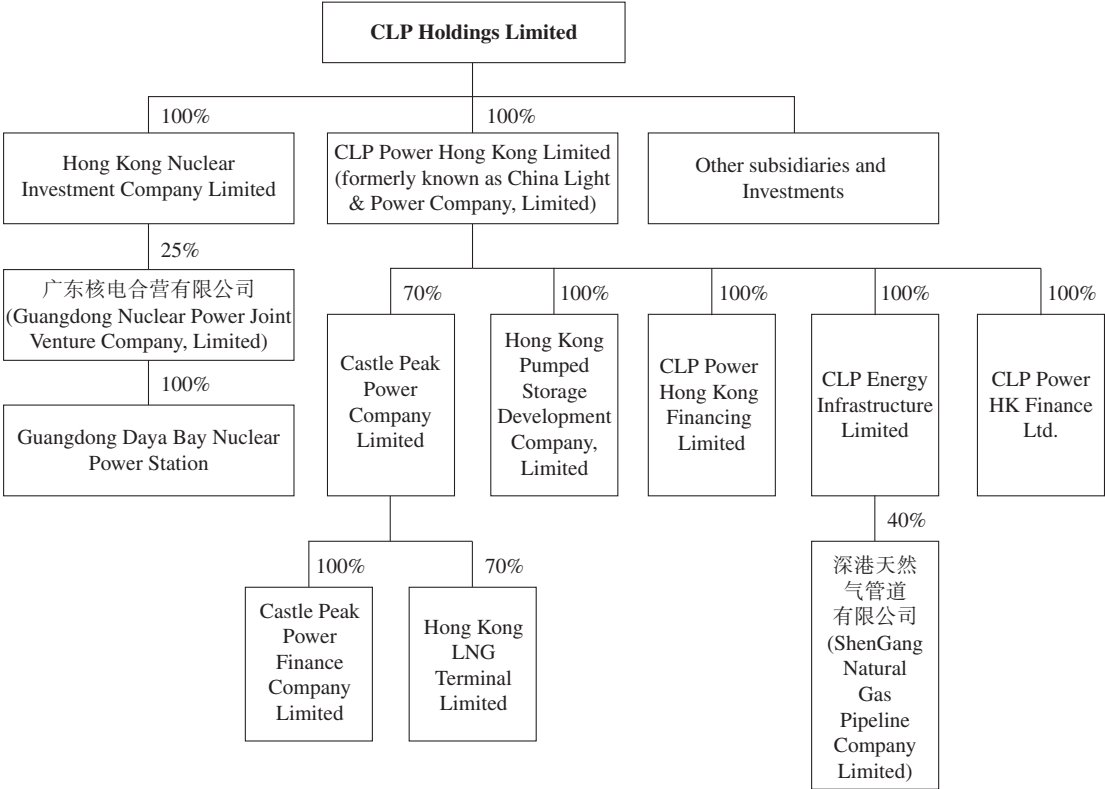 CLP Holdings Limited
100%
100%
Hong Kong Nuclear
Investment Company Limited
CLP Power Hong Kong Limited
(formerly known as China Light
& Power Company, Limited)
Other subsidiaries and
Investments
25%
广东核电合营有限公司
(Guangdong Nuclear Power Joint
Venture Company, Limited)
100%
Guangdong Daya Bay Nuclear
Power Station
70%
100%
100%
100%
100%
Castle Peak
Power
Company
Limited
Hong Kong
Pumped
Storage
Development
Company,
Limited
CLP Power
Hong Kong
Financing
Limited
CLP Energy
Infrastructure
Limited
CLP Power
HK Finance
Ltd.
100%
70%
40%
Castle Peak
Power
Finance
Company
Limited
Hong Kong
LNG
Terminal
Limited
深港天然
气管道
有限公司
(ShenGang
Natural
Gas
Pipeline
Company
Limited)